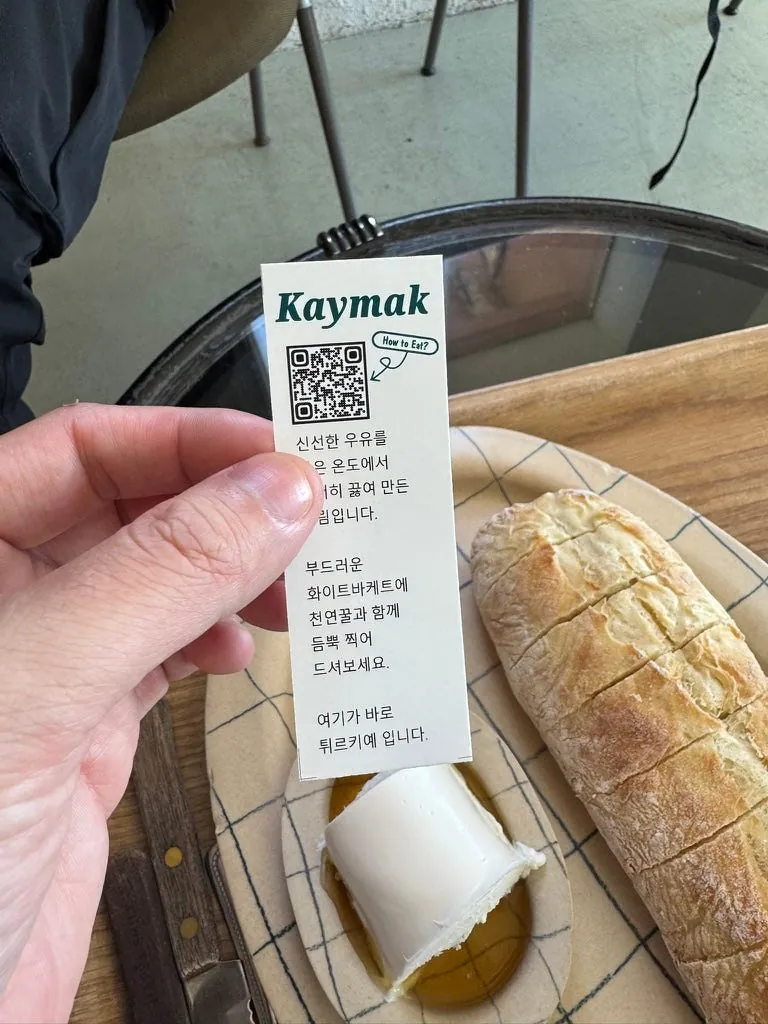 Kaymak
How to Eat?
신선한 우유를
온도에서
끓여 만든
부드러운
화이트바케트에
천연꿀과 함께
듬뿍 찍어
드셔보세요.
여기가 바로
튀르키예 입니다.